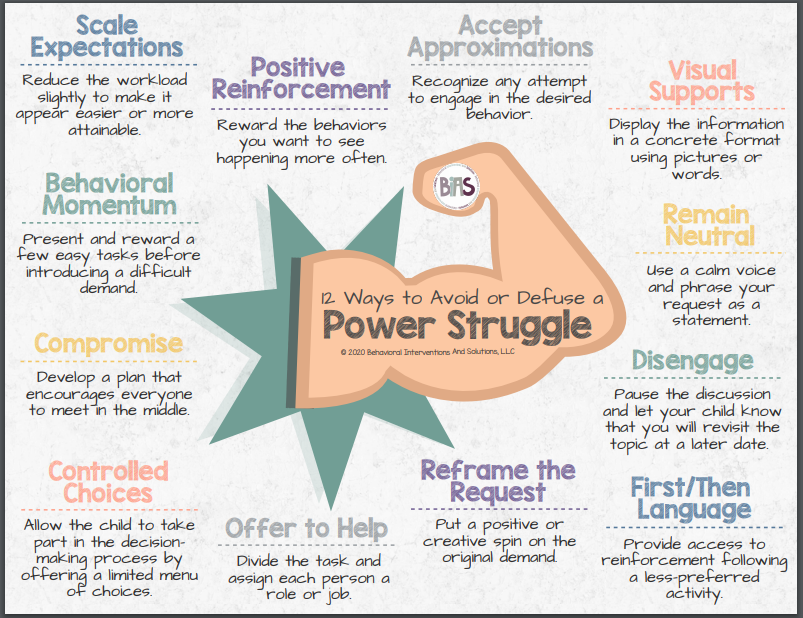 Scale
Expectations
Reduce the workload
slightly to make it
appear easier or more
attainable.
Positive
Reinforcement
Reward the behaviors
you want to see
happening more often.
Accept
Approximations
Recognize any attempt
to engage in the desired
behavior.
Visual
Supports
Display the information
in a concrete format
using pictures or
words.
Behavioral
Momentum
Present and reward a
few easy tasks before
introducing a difficult
demand.
BIAS
Remain
Neutral
Use a calm voice
and phrase your
request as a
statement.
12 Ways to Avoid or Defuse a
Power Struggle
© 2020 Behavioral Interventions And Solutions, LLC
Compromise
Develop a plan that
encourages everyone
to meet in the middle.
Disengage
Pause the discussion
and let your child know
that you will revisit the
topic at a later date.
Controlled
Choices
Allow the child to take
part in the decision-
making process by
offering a limited menu
of choices.
Offer to Help
Divide the task and
assign each person a
role or job.
Reframe the
Request
Put a positive or
creative spin on the
original demand.
First/Then
Language
Provide access to
reinforcement following
a less-preferred
activity.